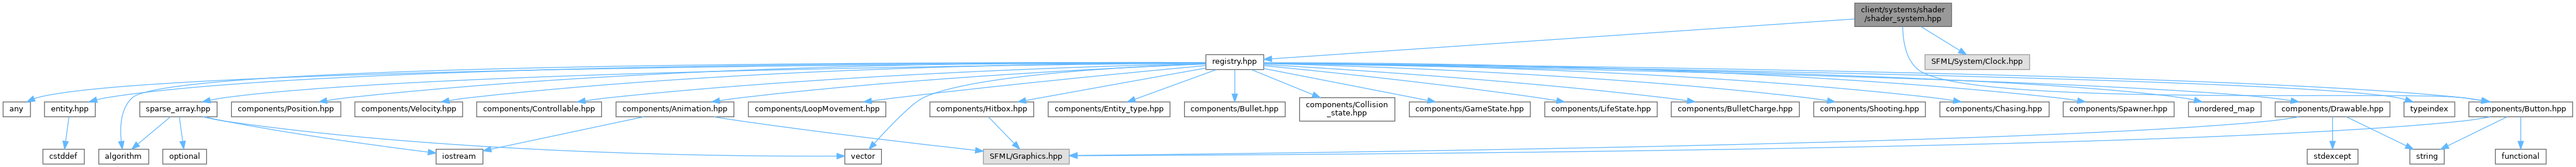 client/systems/shader
/shader_system.hpp
registry.hpp
SFML/System/Clock.hpp
any
entity.hpp
sparse_array.hpp
components/Position.hpp
components/Velocity.hpp
components/Controllable.hpp
components/Animation.hpp
components/LoopMovement.hpp
components/Hitbox.hpp
components/Entity_type.hpp
components/Bullet.hpp
components/Collision
_state.hpp
components/GameState.hpp
components/LifeState.hpp
components/BulletCharge.hpp
components/Shooting.hpp
components/Chasing.hpp
components/Spawner.hpp
unordered_map
components/Drawable.hpp
typeindex
components/Button.hpp
cstddef
algorithm
optional
iostream
vector
SFML/Graphics.hpp
stdexcept
string
functional